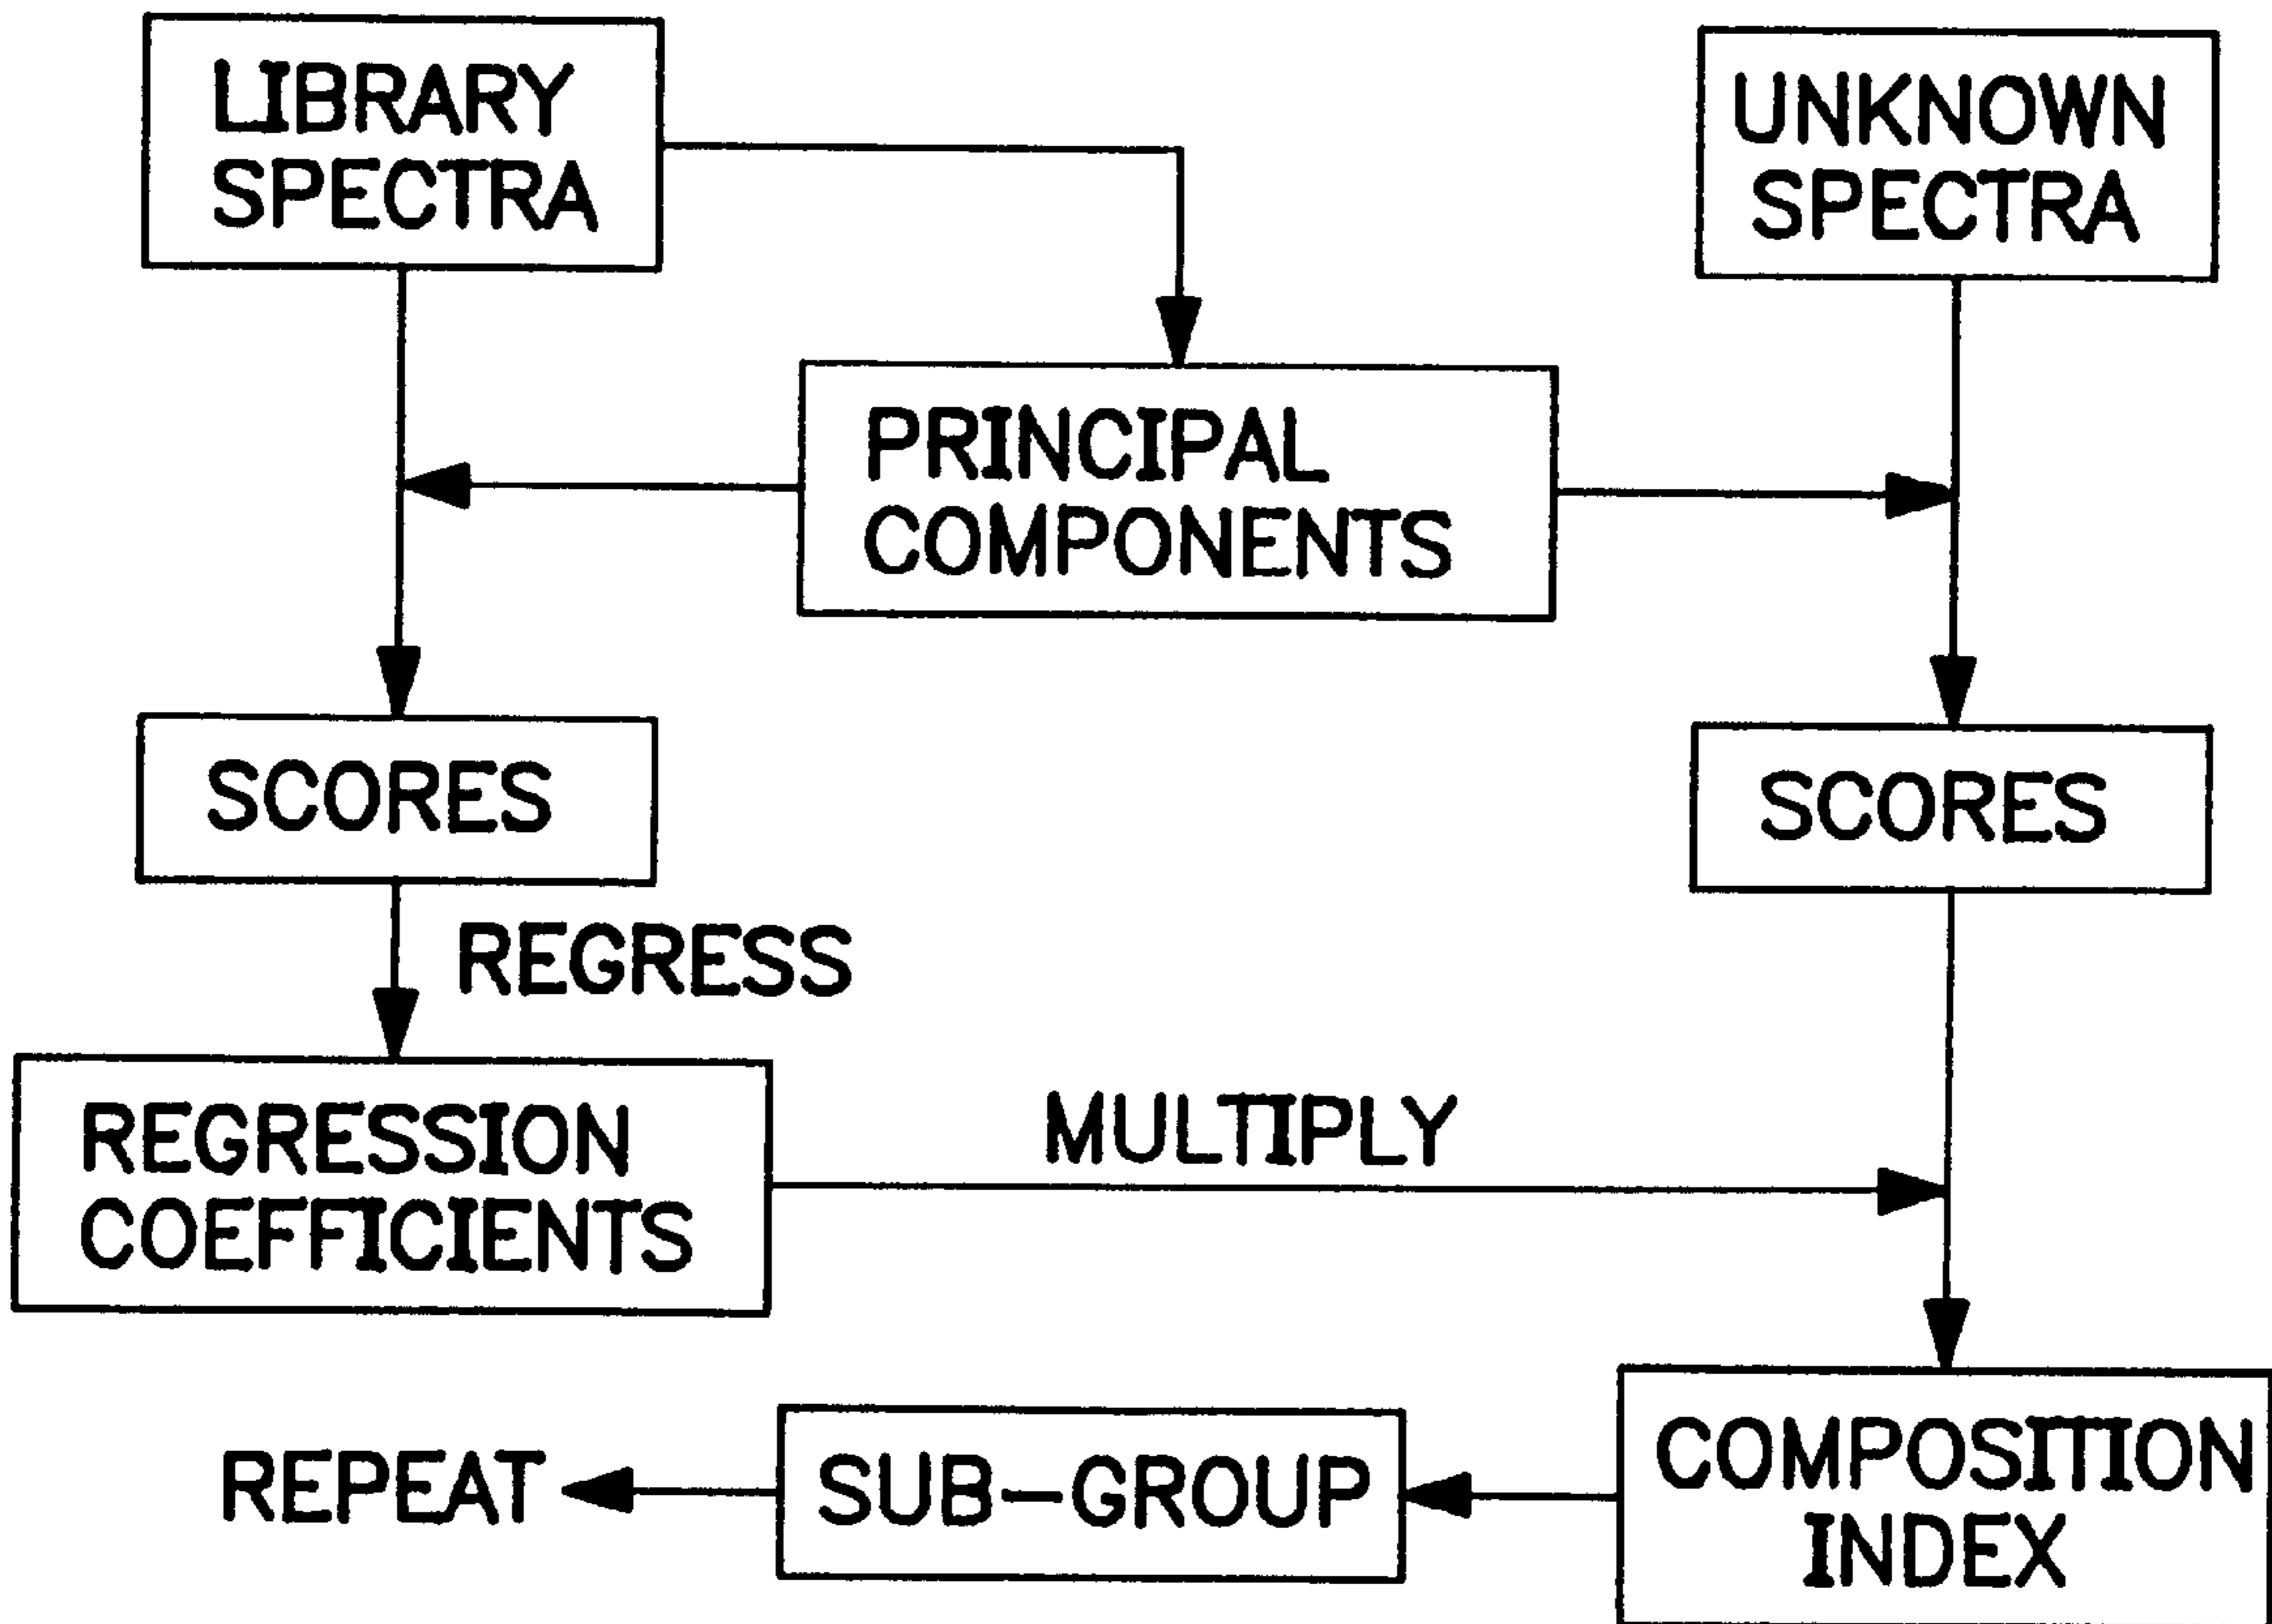 LIBRARY
SPECTRA
UNKNOWN
SPECTRA
PRINCIPAL
COMPONENTS
SCORES
SCORES
REGRESS
REGRESSION
COEFFICIENTS
MULTIPLY
COMPOSITION
INDEX
SUB-GROUP
REPEAT